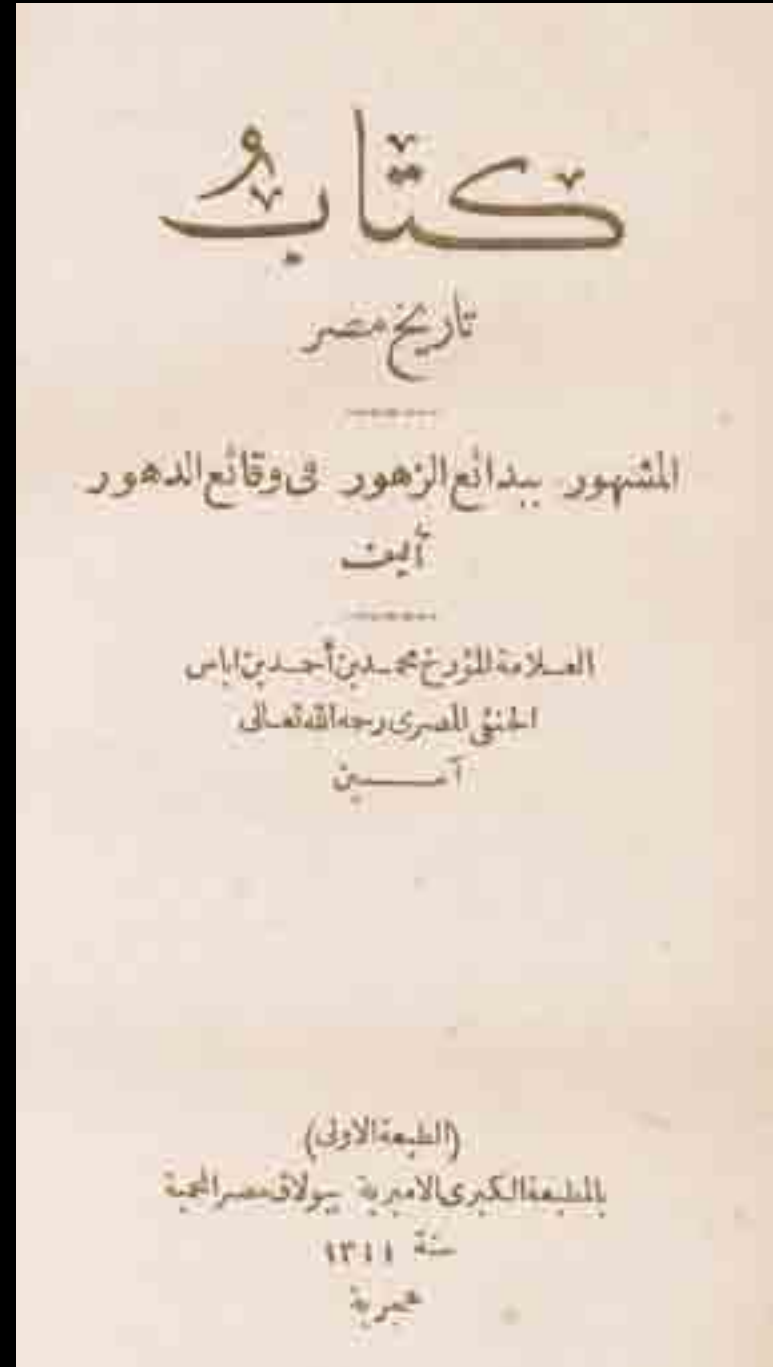 كتابُ
تاريخ مصر
المشهور ببدائع الزهور فى وقائع الدهور
تأليف
العلامة المؤرخ محمد بن أحمد بن اياس
الحنفى المصرى رحمه الله تعالى
آمـــين
(الطبعة الاولى)
بالمطبعة الكبرى الاميرية ببولاق مصر المحمية
سنة ١٣١١
هجرية